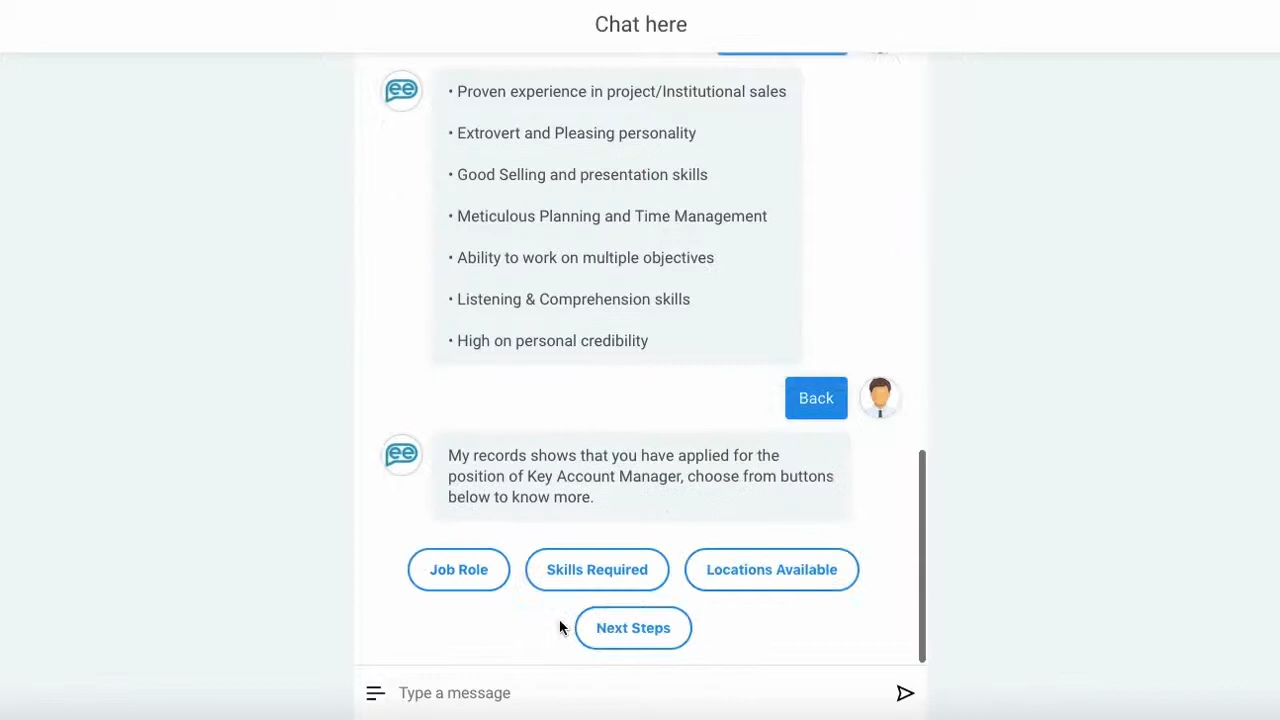 Chat here
ee
• Proven experience in project/Institutional sales
• Extrovert and Pleasing personality
• Good Selling and presentation skills
• Meticulous Planning and Time Management
• Ability to work on multiple objectives
• Listening & Comprehension skills
• High on personal credibility
Back
ee
My records shows that you have applied for the
position of Key Account Manager, choose from buttons
below to know more.
Job Role
Skills Required
Locations Available
Next Steps
Type a message